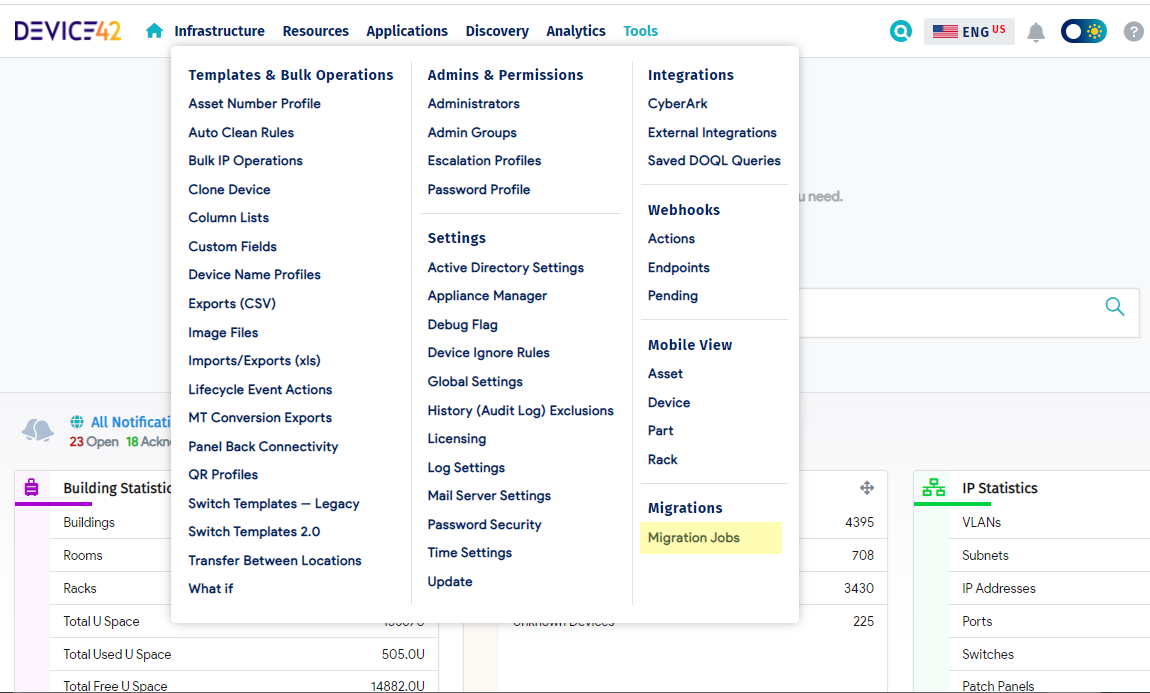 DEVICE42
Infrastructure
Resources
Applications
Discovery
Analytics
Tools
ENG US
?
Templates & Bulk Operations
Asset Number Profile
Auto Clean Rules
Bulk IP Operations
Clone Device
Column Lists
Custom Fields
Device Name Profiles
Exports (CSV)
Image Files
Imports/Exports (xls)
Lifecycle Event Actions
MT Conversion Exports
Panel Back Connectivity
QR Profiles
Switch Templates — Legacy
Switch Templates 2.0
Transfer Between Locations
What if
Admins & Permissions
Administrators
Admin Groups
Escalation Profiles
Password Profile
Settings
Active Directory Settings
Appliance Manager
Debug Flag
Device Ignore Rules
Global Settings
History (Audit Log) Exclusions
Licensing
Log Settings
Mail Server Settings
Password Security
Time Settings
Update
Integrations
CyberArk
External Integrations
Saved DOQL Queries
Webhooks
Actions
Endpoints
Pending
Mobile View
Asset
Device
Part
Rack
Migrations
Migration Jobs
need.
All Notificati
23 Open 18 Ackn
Building Statistic
Buildings
Rooms
Racks
Total U Space
Total Used U Space 505.0U
Total Free U Space 14882.0U
4395
708
3430
Unknown Devices 225
IP Statistics
VLANs
Subnets
IP Addresses
Ports
Switches
Patch Panels